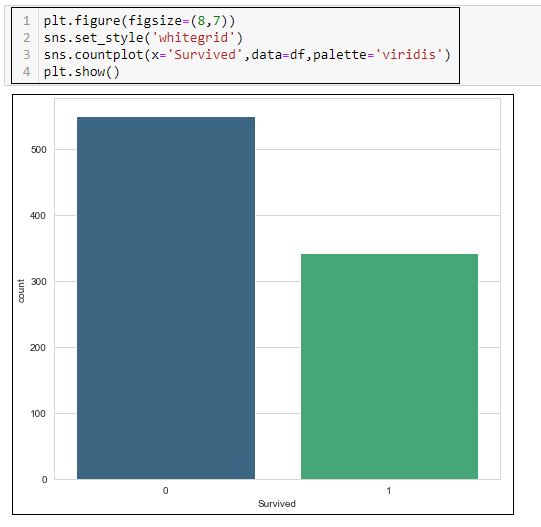 1 plt.figure(figsize=(8,7))
2 sns.set_style('whitegrid')
3 sns.countplot(x='Survived',data=df,palette='viridis')
4 plt.show()
500
400
300
200
100
0
count
0 1
Survived